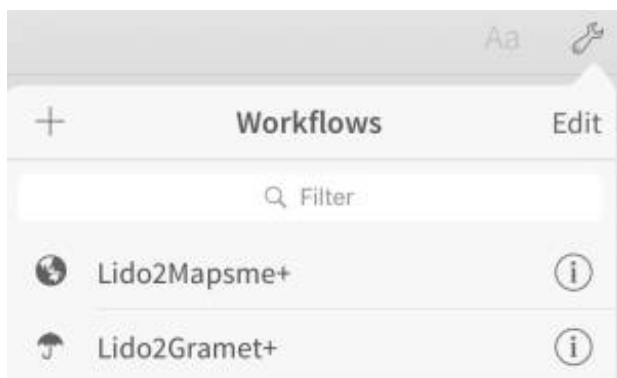 Aa
Workflows Edit
Filter
Lido2Mapsme+
Lido2Gramet+